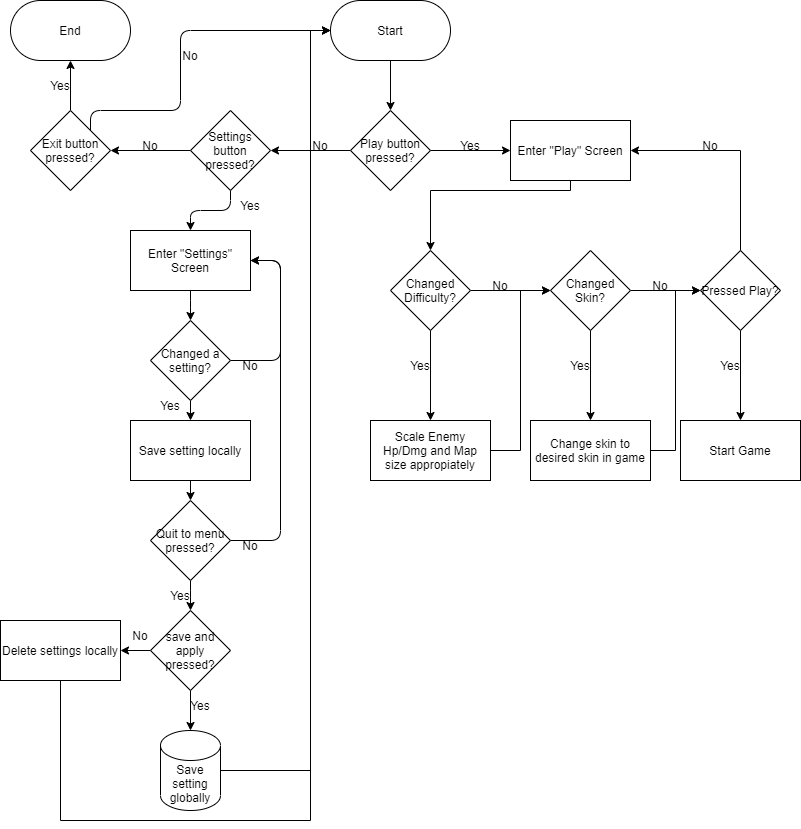 End
Start
Yes
No
Exit button
pressed?
No
Settings
button
pressed?
No
Play button
pressed?
Yes
Enter "Play" Screen
No
Yes
Enter "Settings"
Screen
Changed
Difficulty?
No
Changed
Skin?
No
Pressed Play?
Changed a
setting?
No
Yes
Yes
Yes
Yes
Save setting locally
Scale Enemy
Hp/Dmg and Map
size appropiately
Change skin to
desired skin in game
Start Game
Quit to menu
pressed?
No
Yes
save and
apply
pressed?
No
Delete settings locally
Yes
Save
setting
globally